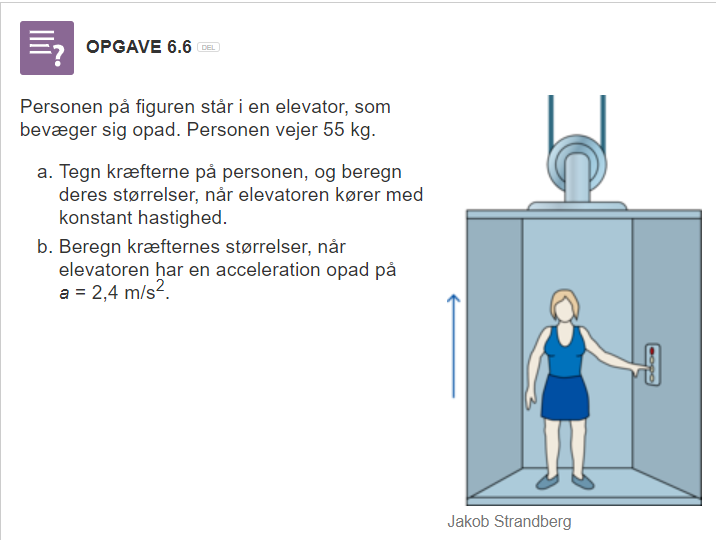 OPGAVE 6.6 DEL
Personen på figuren står i en elevator, som
bevæger sig opad. Personen vejer 55 kg.
a. Tegn kræfterne på personen, og beregn
deres størrelser, når elevatoren kører med
konstant hastighed.
b. Beregn kræfternes størrelser, når
elevatoren har en acceleration opad på
a = 2,4 m/s².
Jakob Strandberg